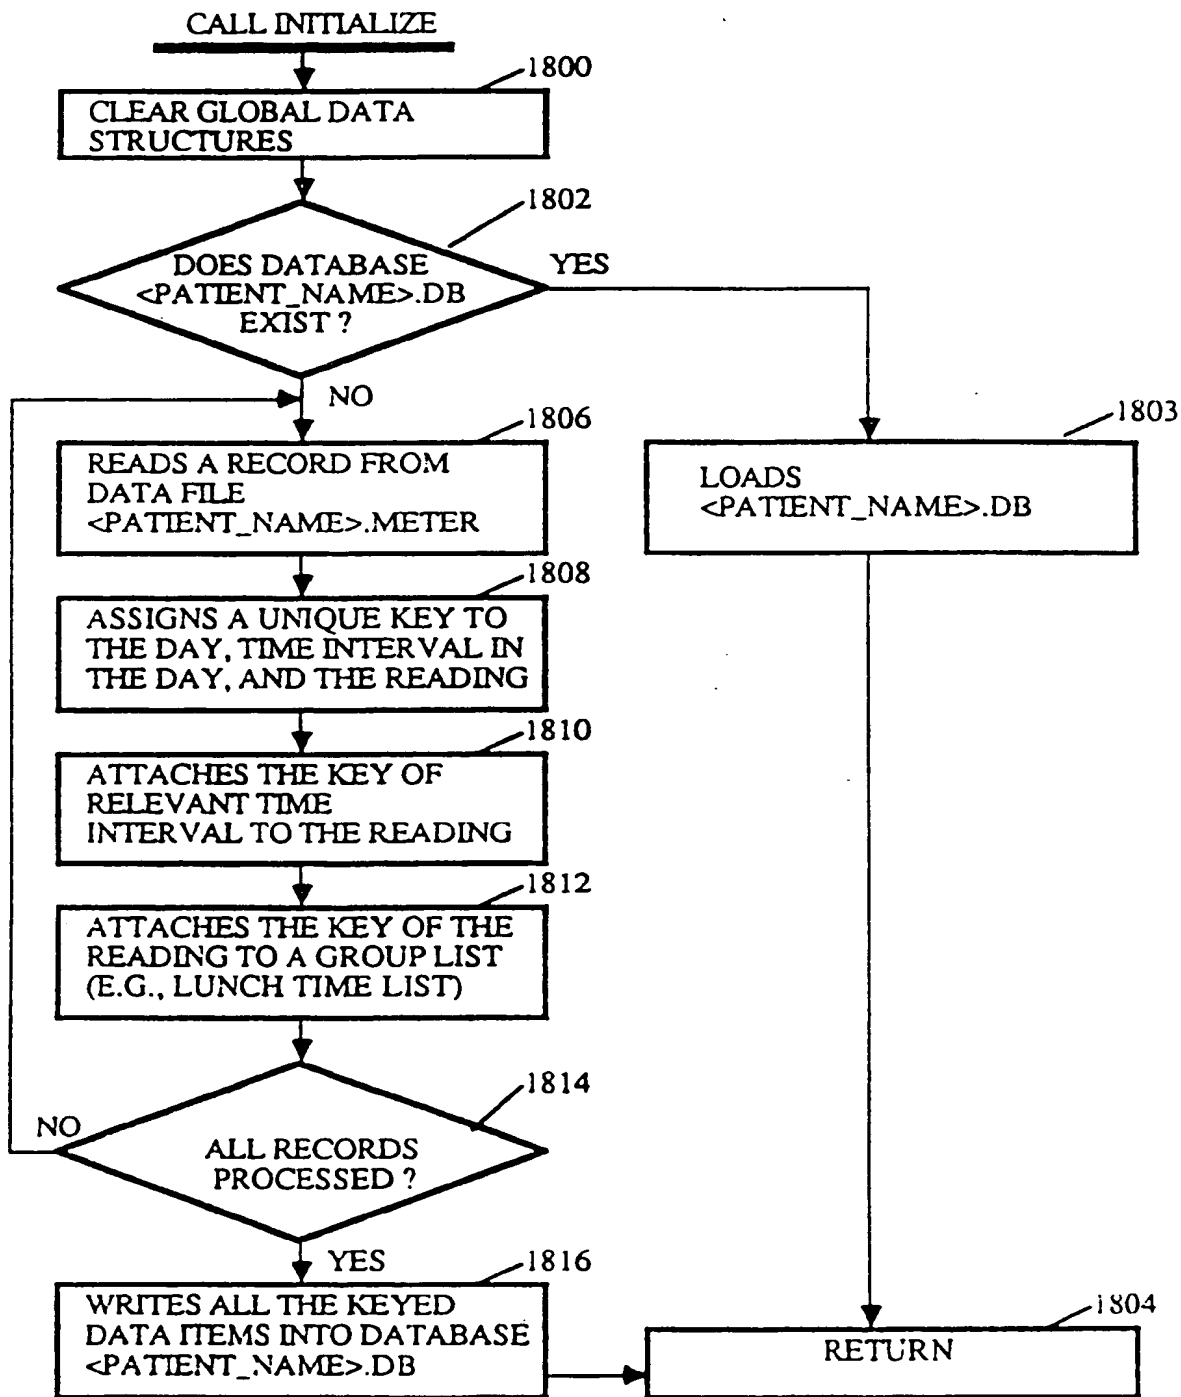 CALL INITIALIZE
1800
CLEAR GLOBAL DATA
STRUCTURES
1802
DOES DATABASE
<PATIENT_NAME>.DB
EXIST ?
YES
NO
1806
READS A RECORD FROM
DATA FILE
<PATIENT_NAME>.METER
1803
LOADS
<PATIENT_NAME>.DB
1808
ASSIGNS A UNIQUE KEY TO
THE DAY, TIME INTERVAL IN
THE DAY, AND THE READING
1810
ATTACHES THE KEY OF
RELEVANT TIME
INTERVAL TO THE READING
1812
ATTACHES THE KEY OF THE
READING TO A GROUP LIST
(E.G., LUNCH TIME LIST)
1814
NO
ALL RECORDS
PROCESSED ?
YES
1816
WRITES ALL THE KEYED
DATA ITEMS INTO DATABASE
<PATIENT_NAME>.DB
1804
RETURN